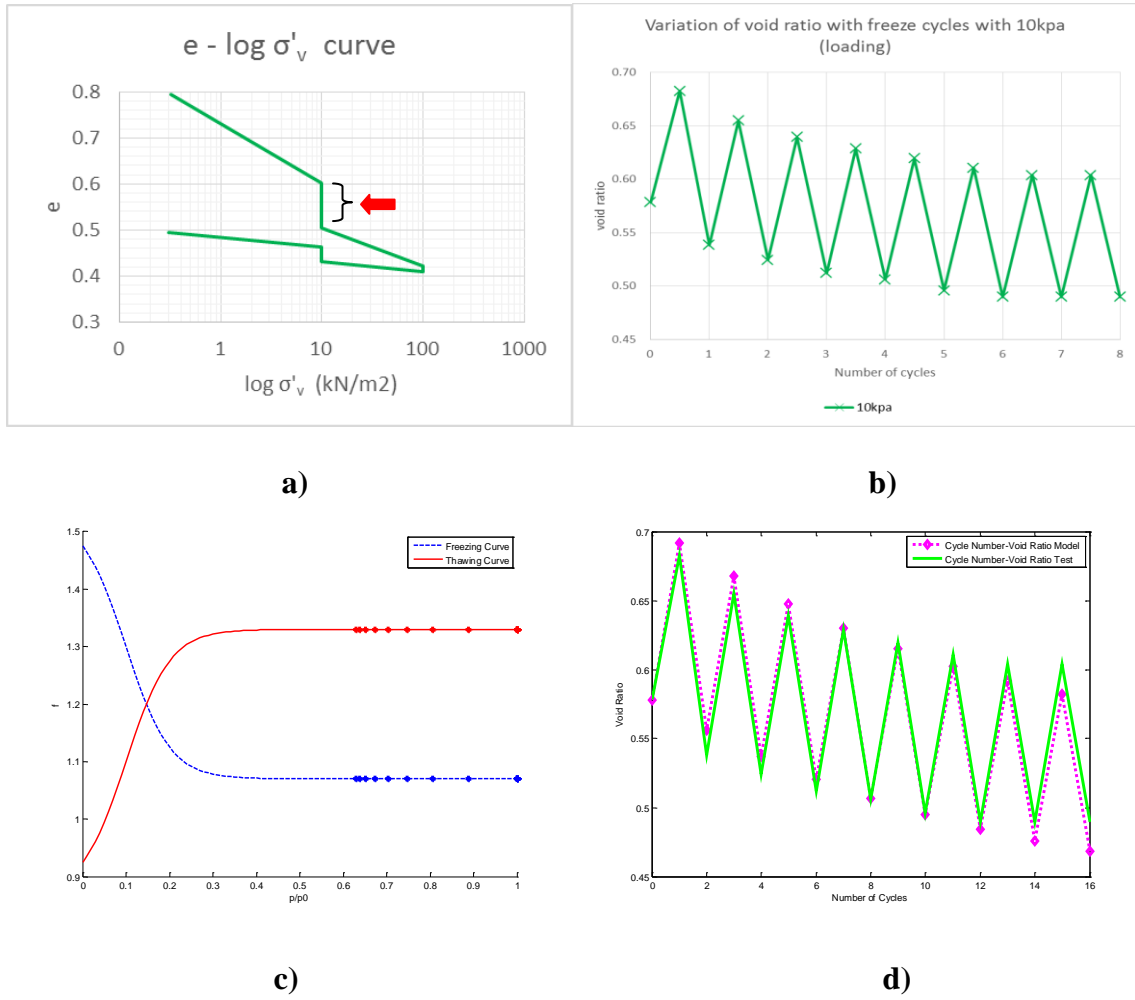 e - log σ'v curve
e
0.8
0.7
0.6
0.5
0.4
0.3
0 1 10 100 1000
log σ'v (kN/m2)
Variation of void ratio with freeze cycles with 10kpa
(loading)
void ratio
0.70
0.65
0.60
0.55
0.50
0.45
0 1 2 3 4 5 6 7 8
Number of cycles
10kpa
a)
b)
f
1.5
1.4
1.3
1.2
1.1
1
0.9
0 0.1 0.2 0.3 0.4 0.5 0.6 0.7 0.8 0.9 1
p/p0
Freezing Curve
Thawing Curve
Void Ratio
0.7
0.65
0.6
0.55
0.5
0.45
0 2 4 6 8 10 12 14 16
Number of Cycles
Cycle Number-Void Ratio Model
Cycle Number-Void Ratio Test
c)
d)